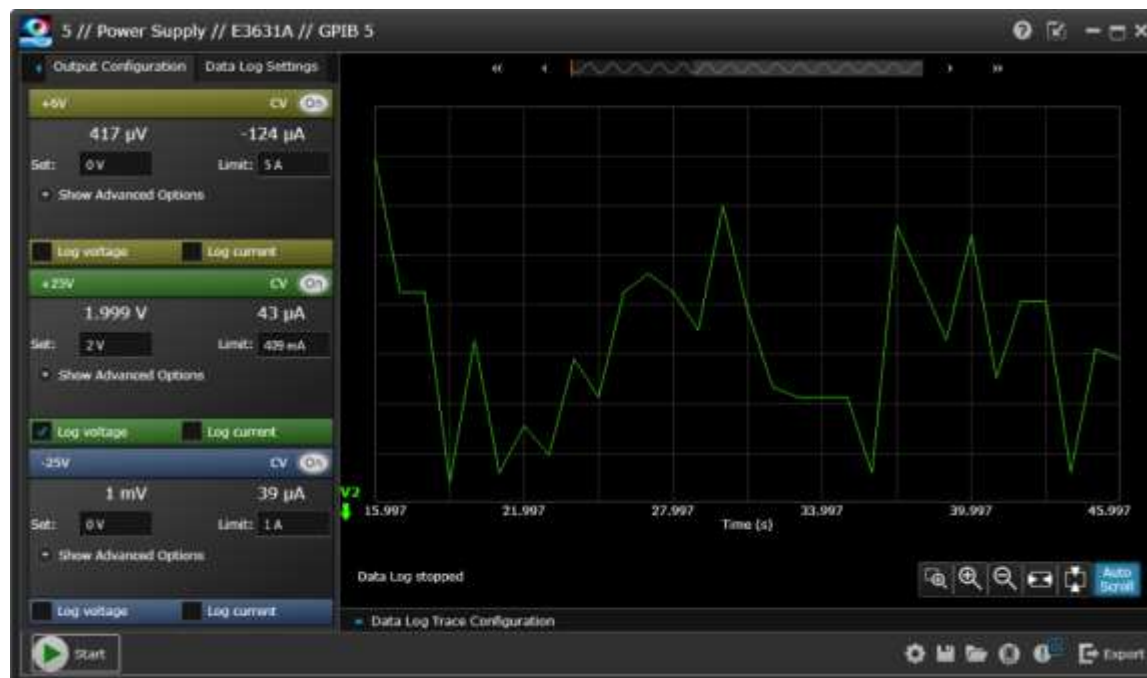 5 // Power Supply // E3631A // GPIB 5
Output Configuration Data Log Settings
+6V CV On
417 µV -124 µA
Set: 0 V Limit: 5 A
Show Advanced Options
Log voltage Log current
+25V CV On
1.999 V 43 µA
Set: 2 V Limit: 409 mA
Show Advanced Options
Log voltage Log current
-25V CV On
1 mV 39 µA
Set: 0 V Limit: 1 A
Show Advanced Options
Log voltage Log current
V2
15.997 21.997 27.997 33.997 39.997 45.997
Time (s)
Data Log stopped
Auto Scroll
Data Log Trace Configuration
Start
Export